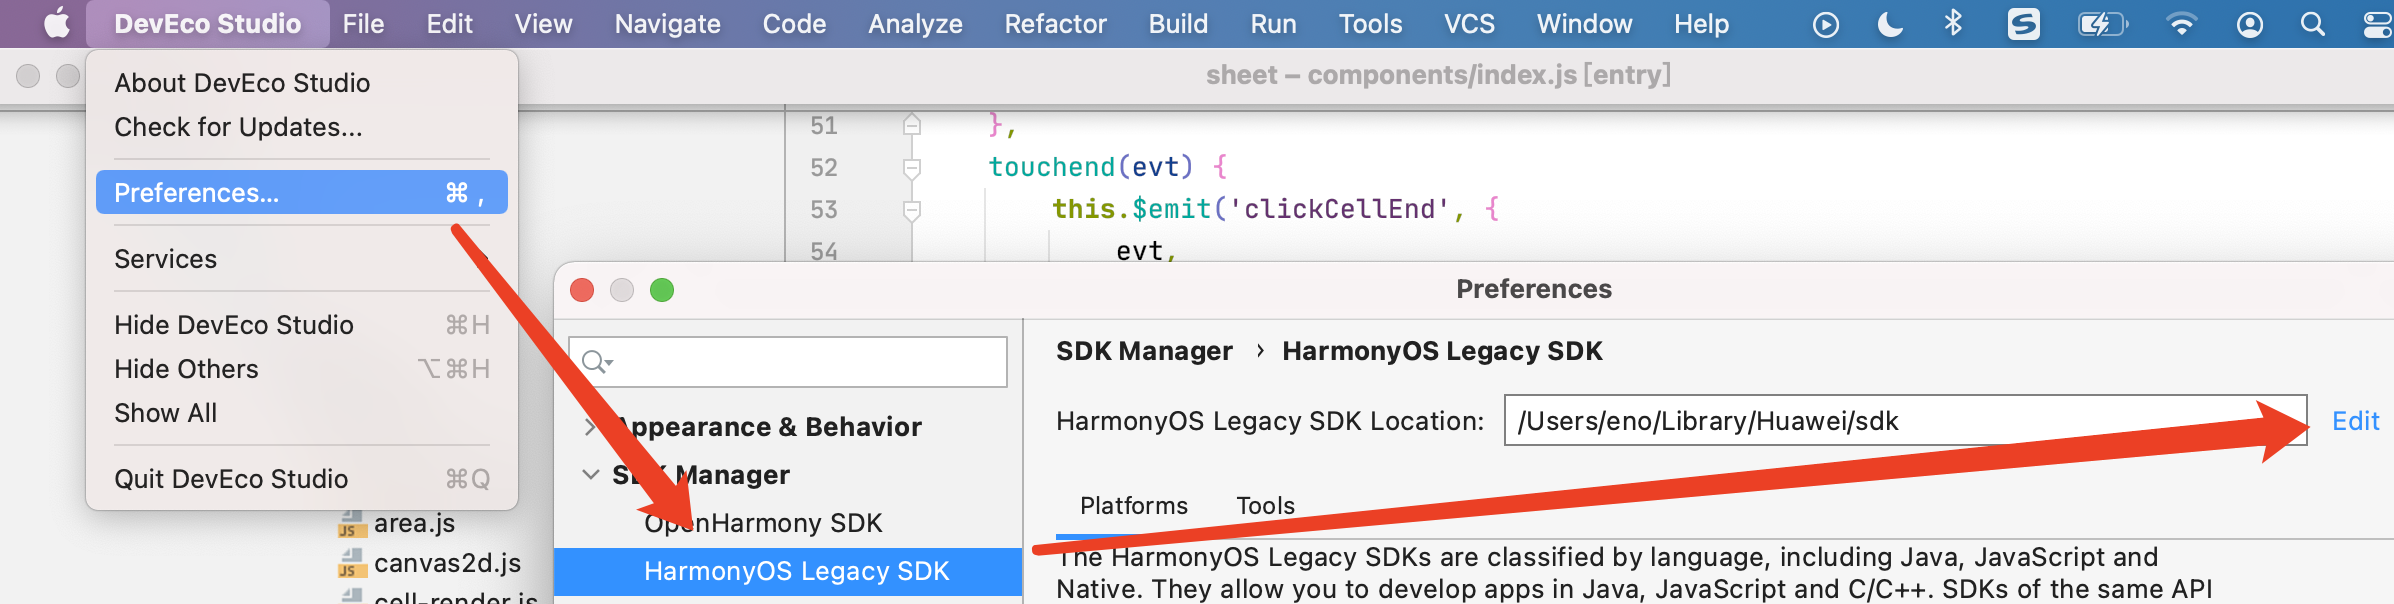 DevEco Studio File Edit View Navigate Code Analyze Refactor Build Run Tools VCS Window Help
sheet – components/index.js [entry]
About DevEco Studio
Check for Updates...
Preferences... ⌘ ,
Services
Hide DevEco Studio ⌘H
Hide Others ⌥⌘H
Show All
Quit DevEco Studio ⌘Q
JS area.js
JS canvas2d.js
cell-render.js
51 },
52 touchend(evt) {
53 this.$emit('clickCellEnd', {
54 evt,
Preferences
Appearance & Behavior
SDK Manager
OpenHarmony SDK
HarmonyOS Legacy SDK
SDK Manager › HarmonyOS Legacy SDK
HarmonyOS Legacy SDK Location: /Users/eno/Library/Huawei/sdk Edit
Platforms Tools
The HarmonyOS Legacy SDKs are classified by language, including Java, JavaScript and
Native. They allow you to develop apps in Java, JavaScript and C/C++. SDKs of the same API